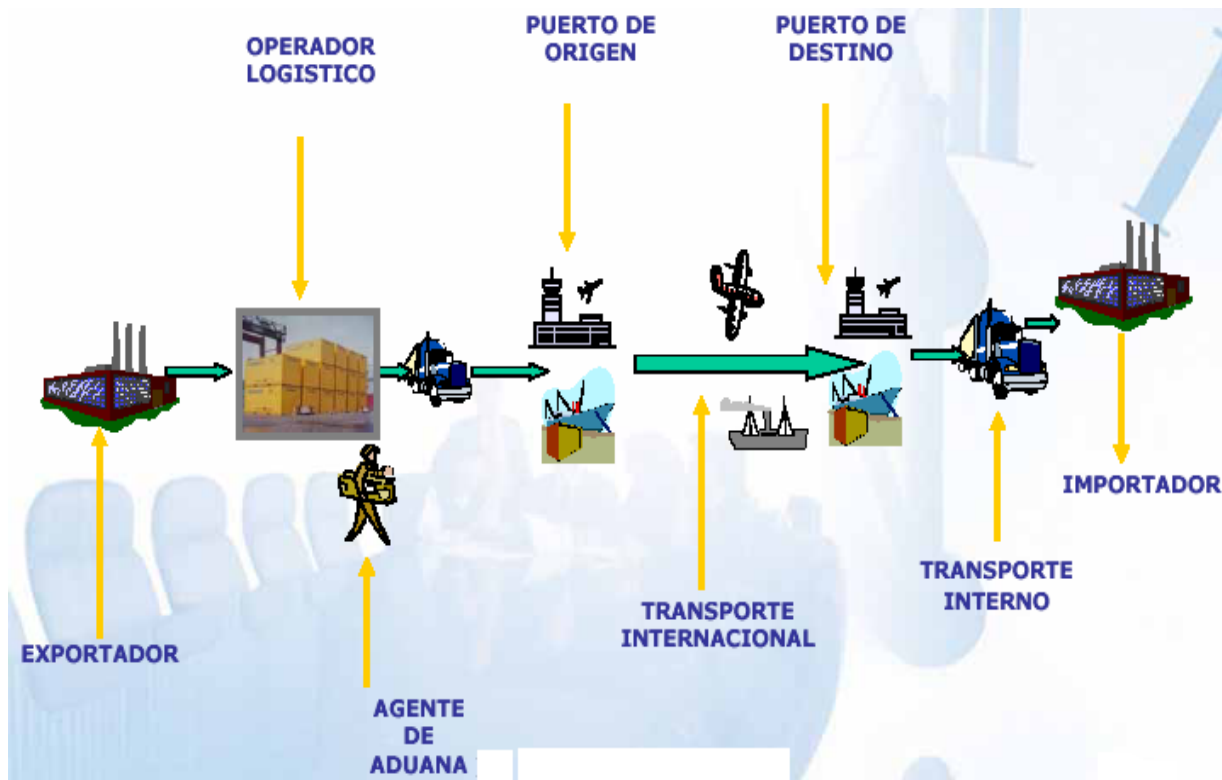 OPERADOR
LOGISTICO
PUERTO DE
ORIGEN
PUERTO DE
DESTINO
EXPORTADOR
AGENTE
DE
ADUANA
TRANSPORTE
INTERNACIONAL
TRANSPORTE
INTERNO
IMPORTADOR